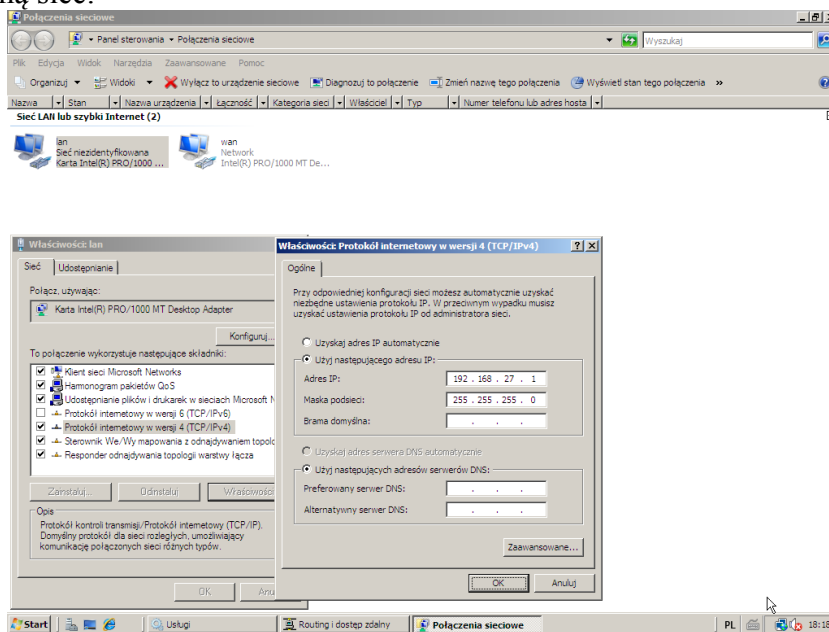 ną sieć.
Połączenia sieciowe
Panel sterowania Połączenia sieciowe
Wyszukaj
Plik Edycja Widok Narzędzia Zaawansowane Pomoc
Organizuj Widoki Wyłącz to urządzenie sieciowe Diagnozuj to połączenie Zmień nazwę tego połączenia Wyświetl stan tego połączenia »
Nazwa Stan Nazwa urządzenia Łączność Kategoria sieci Właściciel Typ Numer telefonu lub adres hosta
Sieć LAN lub szybki Internet (2)
lan
Sieć niezidentyfikowana
Karta Intel(R) PRO/1000 ...
wan
Network
Intel(R) PRO/1000 MT De...
Właściwości: lan
Sieć Udostępnianie
Połącz, używając:
Karta Intel(R) PRO/1000 MT Desktop Adapter
Konfiguruj...
To połączenie wykorzystuje następujące składniki:
Klient sieci Microsoft Networks
Harmonogram pakietów QoS
Udostępnianie plików i drukarek w sieciach Microsoft N
Protokół internetowy w wersji 6 (TCP/IPv6)
Protokół internetowy w wersji 4 (TCP/IPv4)
Sterownik We/Wy mapowania z odnajdywaniem topolo
Responder odnajdywania topologii warstwy łącza
Zainstaluj... Odinstaluj Właściwości
Opis
Protokół kontroli transmisji/Protokół internetowy (TCP/IP).
Domyślny protokół dla sieci rozległych, umożliwiający
komunikację połączonych sieci różnych typów.
OK Anu
Właściwości: Protokół internetowy w wersji 4 (TCP/IPv4)
Ogólne
Przy odpowiedniej konfiguracji sieci możesz automatycznie uzyskać
niezbędne ustawienia protokołu IP. W przeciwnym wypadku musisz
uzyskać ustawienia protokołu IP od administratora sieci.
Uzyskaj adres IP automatycznie
Użyj następującego adresu IP:
Adres IP: 192 . 168 . 27 . 1
Maska podsieci: 255 . 255 . 255 . 0
Brama domyślna: . . .
Uzyskaj adres serwera DNS automatycznie
Użyj następujących adresów serwerów DNS:
Preferowany serwer DNS: . . .
Alternatywny serwer DNS: . . .
Zaawansowane...
OK Anuluj
Start Usługi Routing i dostęp zdalny Połączenia sieciowe PL 18:18